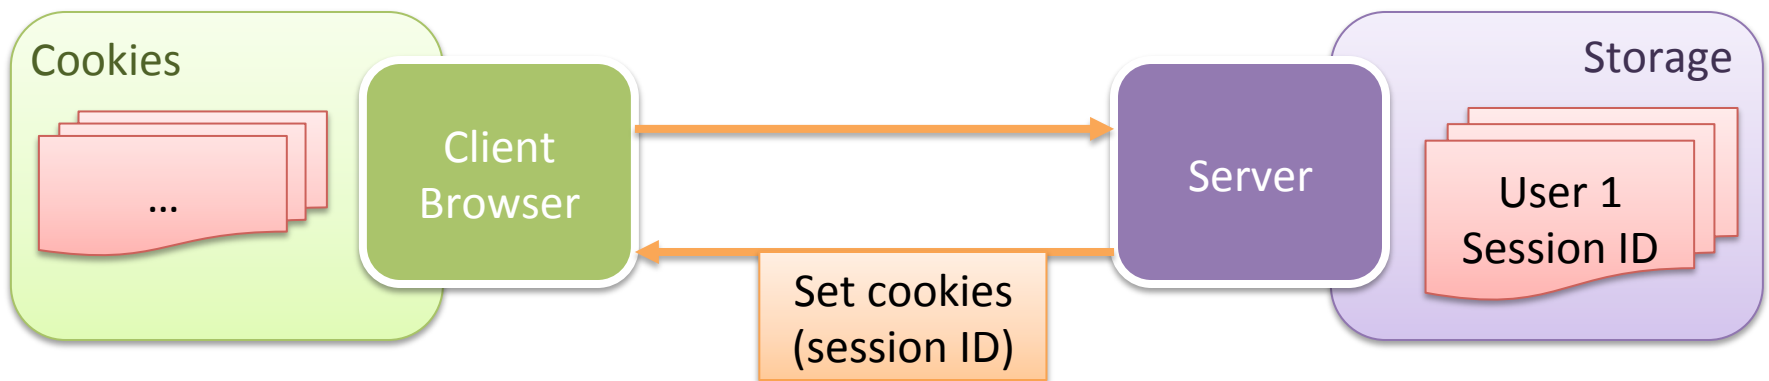 Cookies
...
Client
Browser
Set cookies
(session ID)
Server
Storage
User 1
Session ID